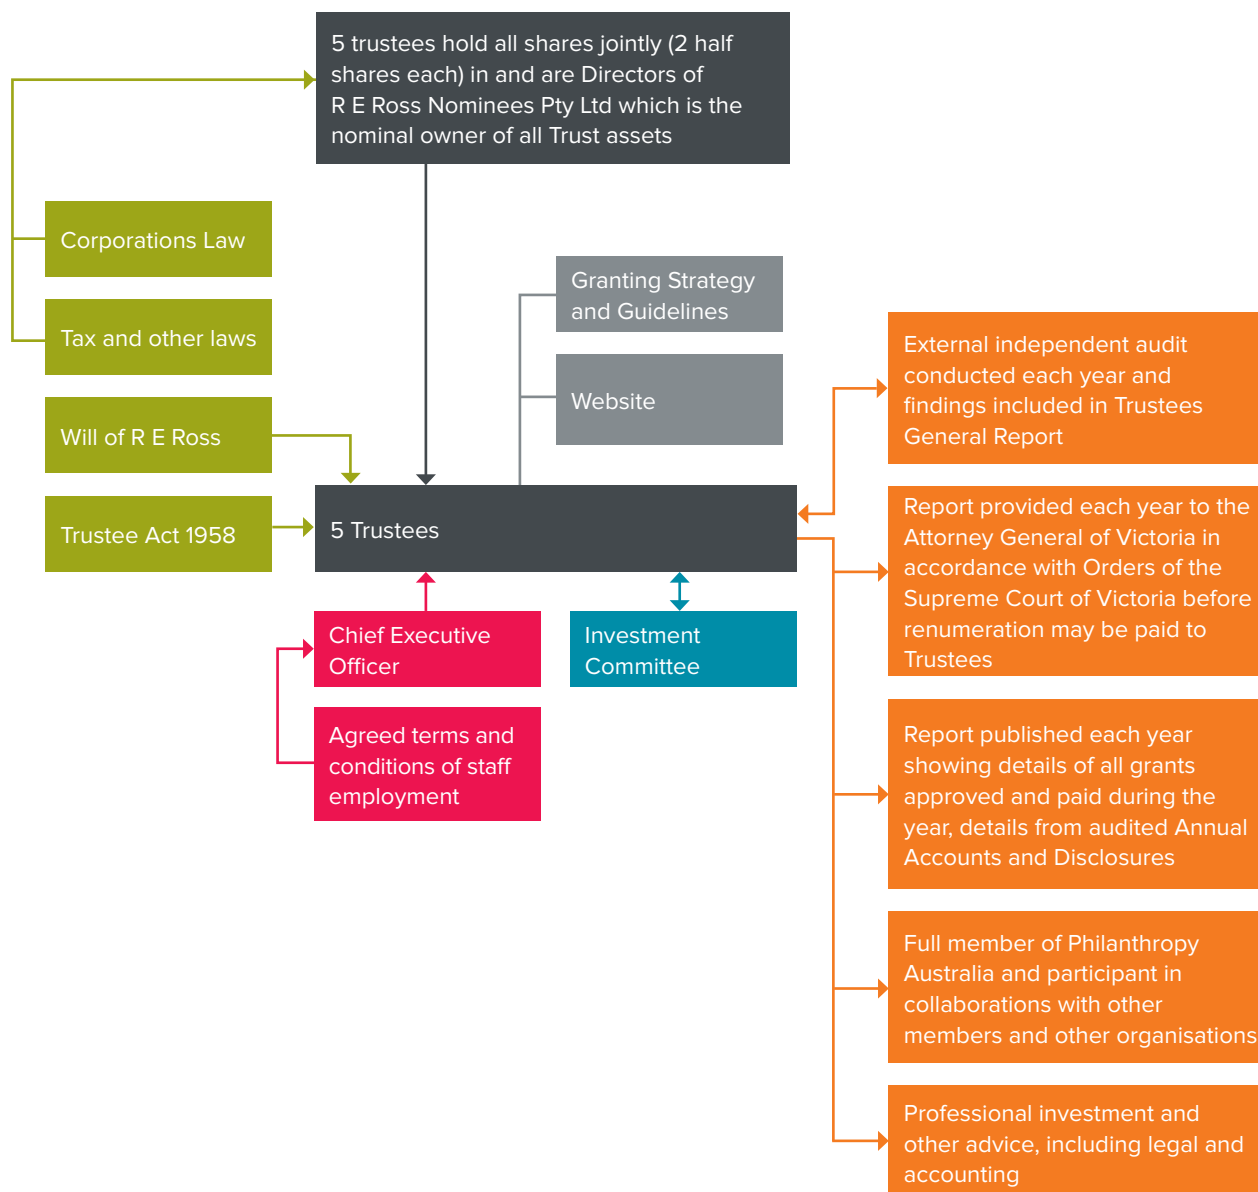 5 trustees hold all shares jointly (2 half
shares each) in and are Directors of
R E Ross Nominees Pty Ltd which is the
nominal owner of all Trust assets
Corporations Law
Tax and other laws
Will of R E Ross
Trustee Act 1958
Granting Strategy
and Guidelines
Website
5 Trustees
Chief Executive
Officer
Agreed terms and
conditions of staff
employment
Investment
Committee
External independent audit
conducted each year and
findings included in Trustees
General Report
Report provided each year to the
Attorney General of Victoria in
accordance with Orders of the
Supreme Court of Victoria before
renumeration may be paid to
Trustees
Report published each year
showing details of all grants
approved and paid during the
year, details from audited Annual
Accounts and Disclosures
Full member of Philanthropy
Australia and participant in
collaborations with other
members and other organisations
Professional investment and
other advice, including legal and
accounting